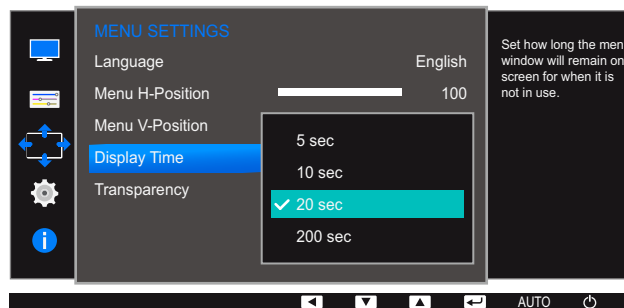 MENU SETTINGS
Language English
Menu H-Position 100
Menu V-Position
Display Time
Transparency
5 sec
10 sec
20 sec
200 sec
Set how long the men
window will remain on
screen for when it is
not in use.
AUTO